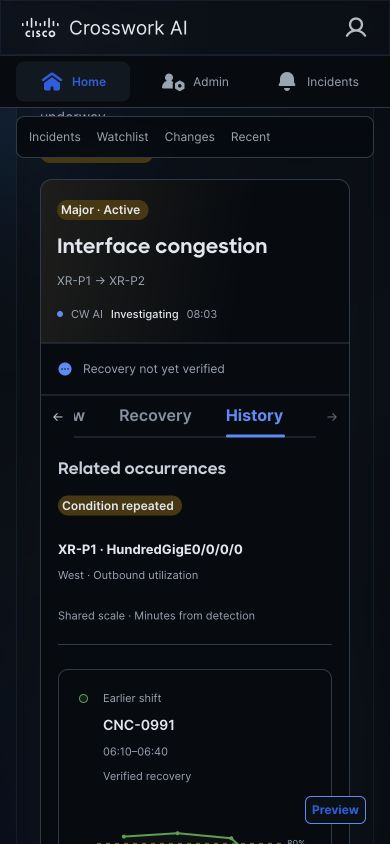 CISCO
Crosswork AI
Home
Admin
Incidents
underway
Incidents Watchlist Changes Recent
Major · Active
Interface congestion
XR-P1 → XR-P2
CW AI Investigating 08:03
Recovery not yet verified
← w Recovery History →
Related occurrences
Condition repeated
XR-P1 · HundredGigE0/0/0/0
West · Outbound utilization
Shared scale · Minutes from detection
Earlier shift
CNC-0991
06:10–06:40
Verified recovery
Preview
80%